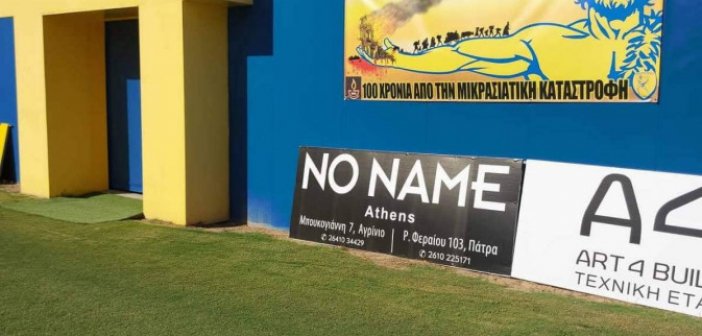 100 ΧΡΟΝΙΑ ΑΠΟ ΤΗΝ ΜΙΚΡΑΣΙΑΤΙΚΗ ΚΑΤΑΣΤΡΟΦΗ
NO NAME
Athens
Μπουκογιάννη 7, Αγρίνιο
✆ 26410 34429
Ρ. Φεραίου 103, Πάτρα
✆ 2610 225171
A4
ART 4 BUIL
ΤΕΧΝΙΚΗ ΕΤΑ